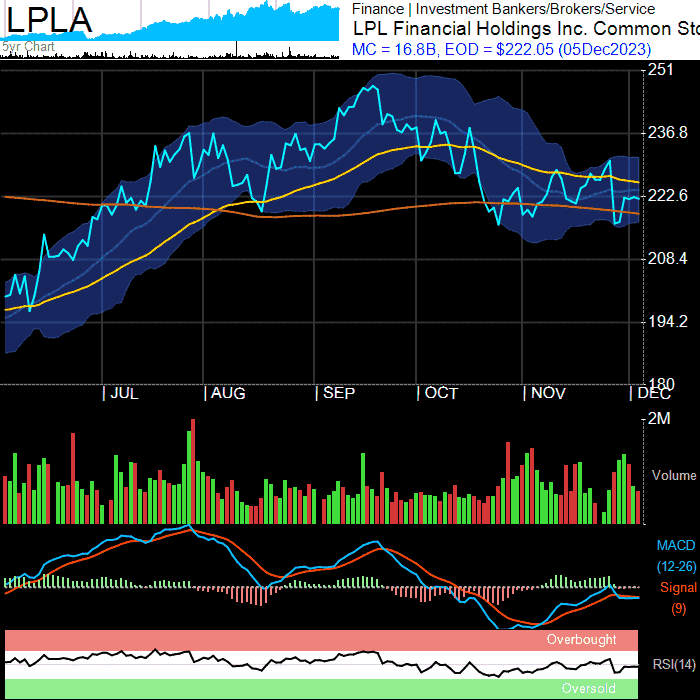 LPLA
5yr Chart
Finance | Investment Bankers/Brokers/Service
LPL Financial Holdings Inc. Common Sto
MC = 16.8B, EOD = $222.05 (05Dec2023)
251
236.8
222.6
208.4
194.2
180
| JUL | AUG | SEP | OCT | NOV | DEC
2M
Volume
MACD
(12-26)
Signal
(9)
Overbought
RSI(14)
Oversold